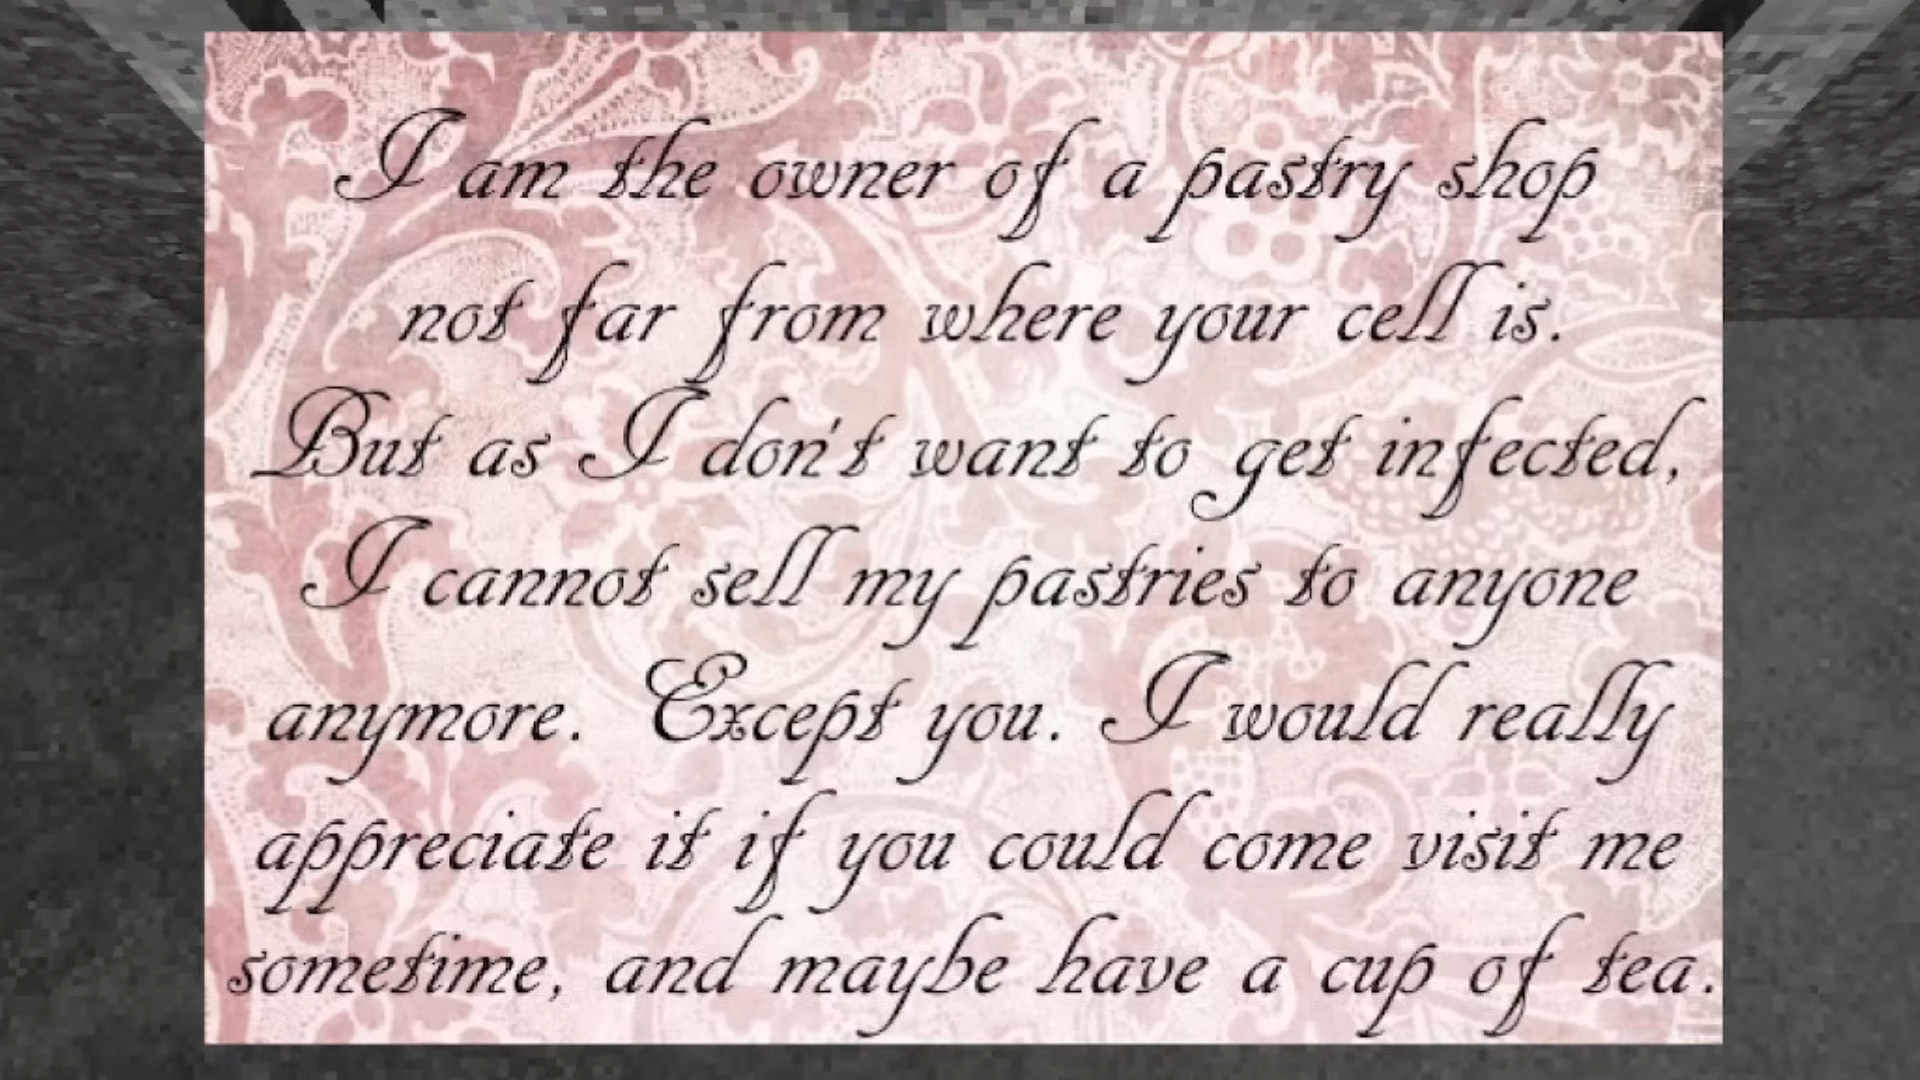 I am the owner of a pastry shop
not far from where your cell is.
But as I don't want to get infected,
I cannot sell my pastries to anyone
anymore. Except you. I would really
appreciate it if you could come visit me
sometime, and maybe have a cup of tea.